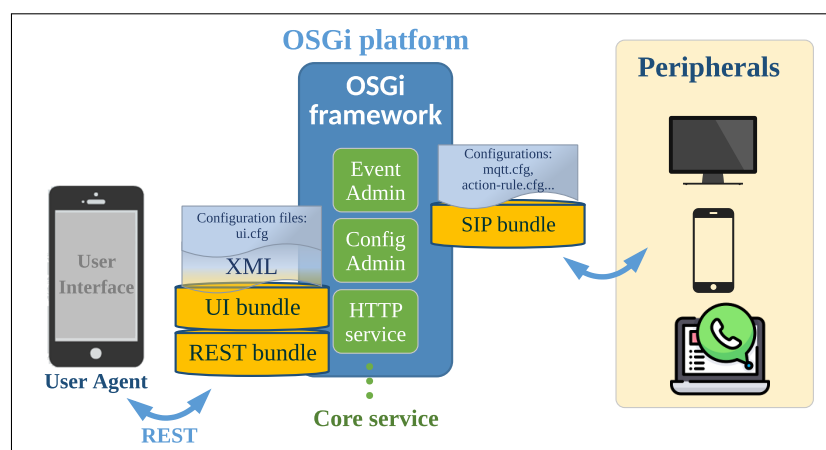 OSGi platform
OSGi
framework
Event
Admin
Config
Admin
HTTP
service
Core service
Configuration files:
ui.cfg
XML
UI bundle
REST bundle
User
Interface
User Agent
REST
Configurations:
mqtt.cfg,
action-rule.cfg...
SIP bundle
Peripherals